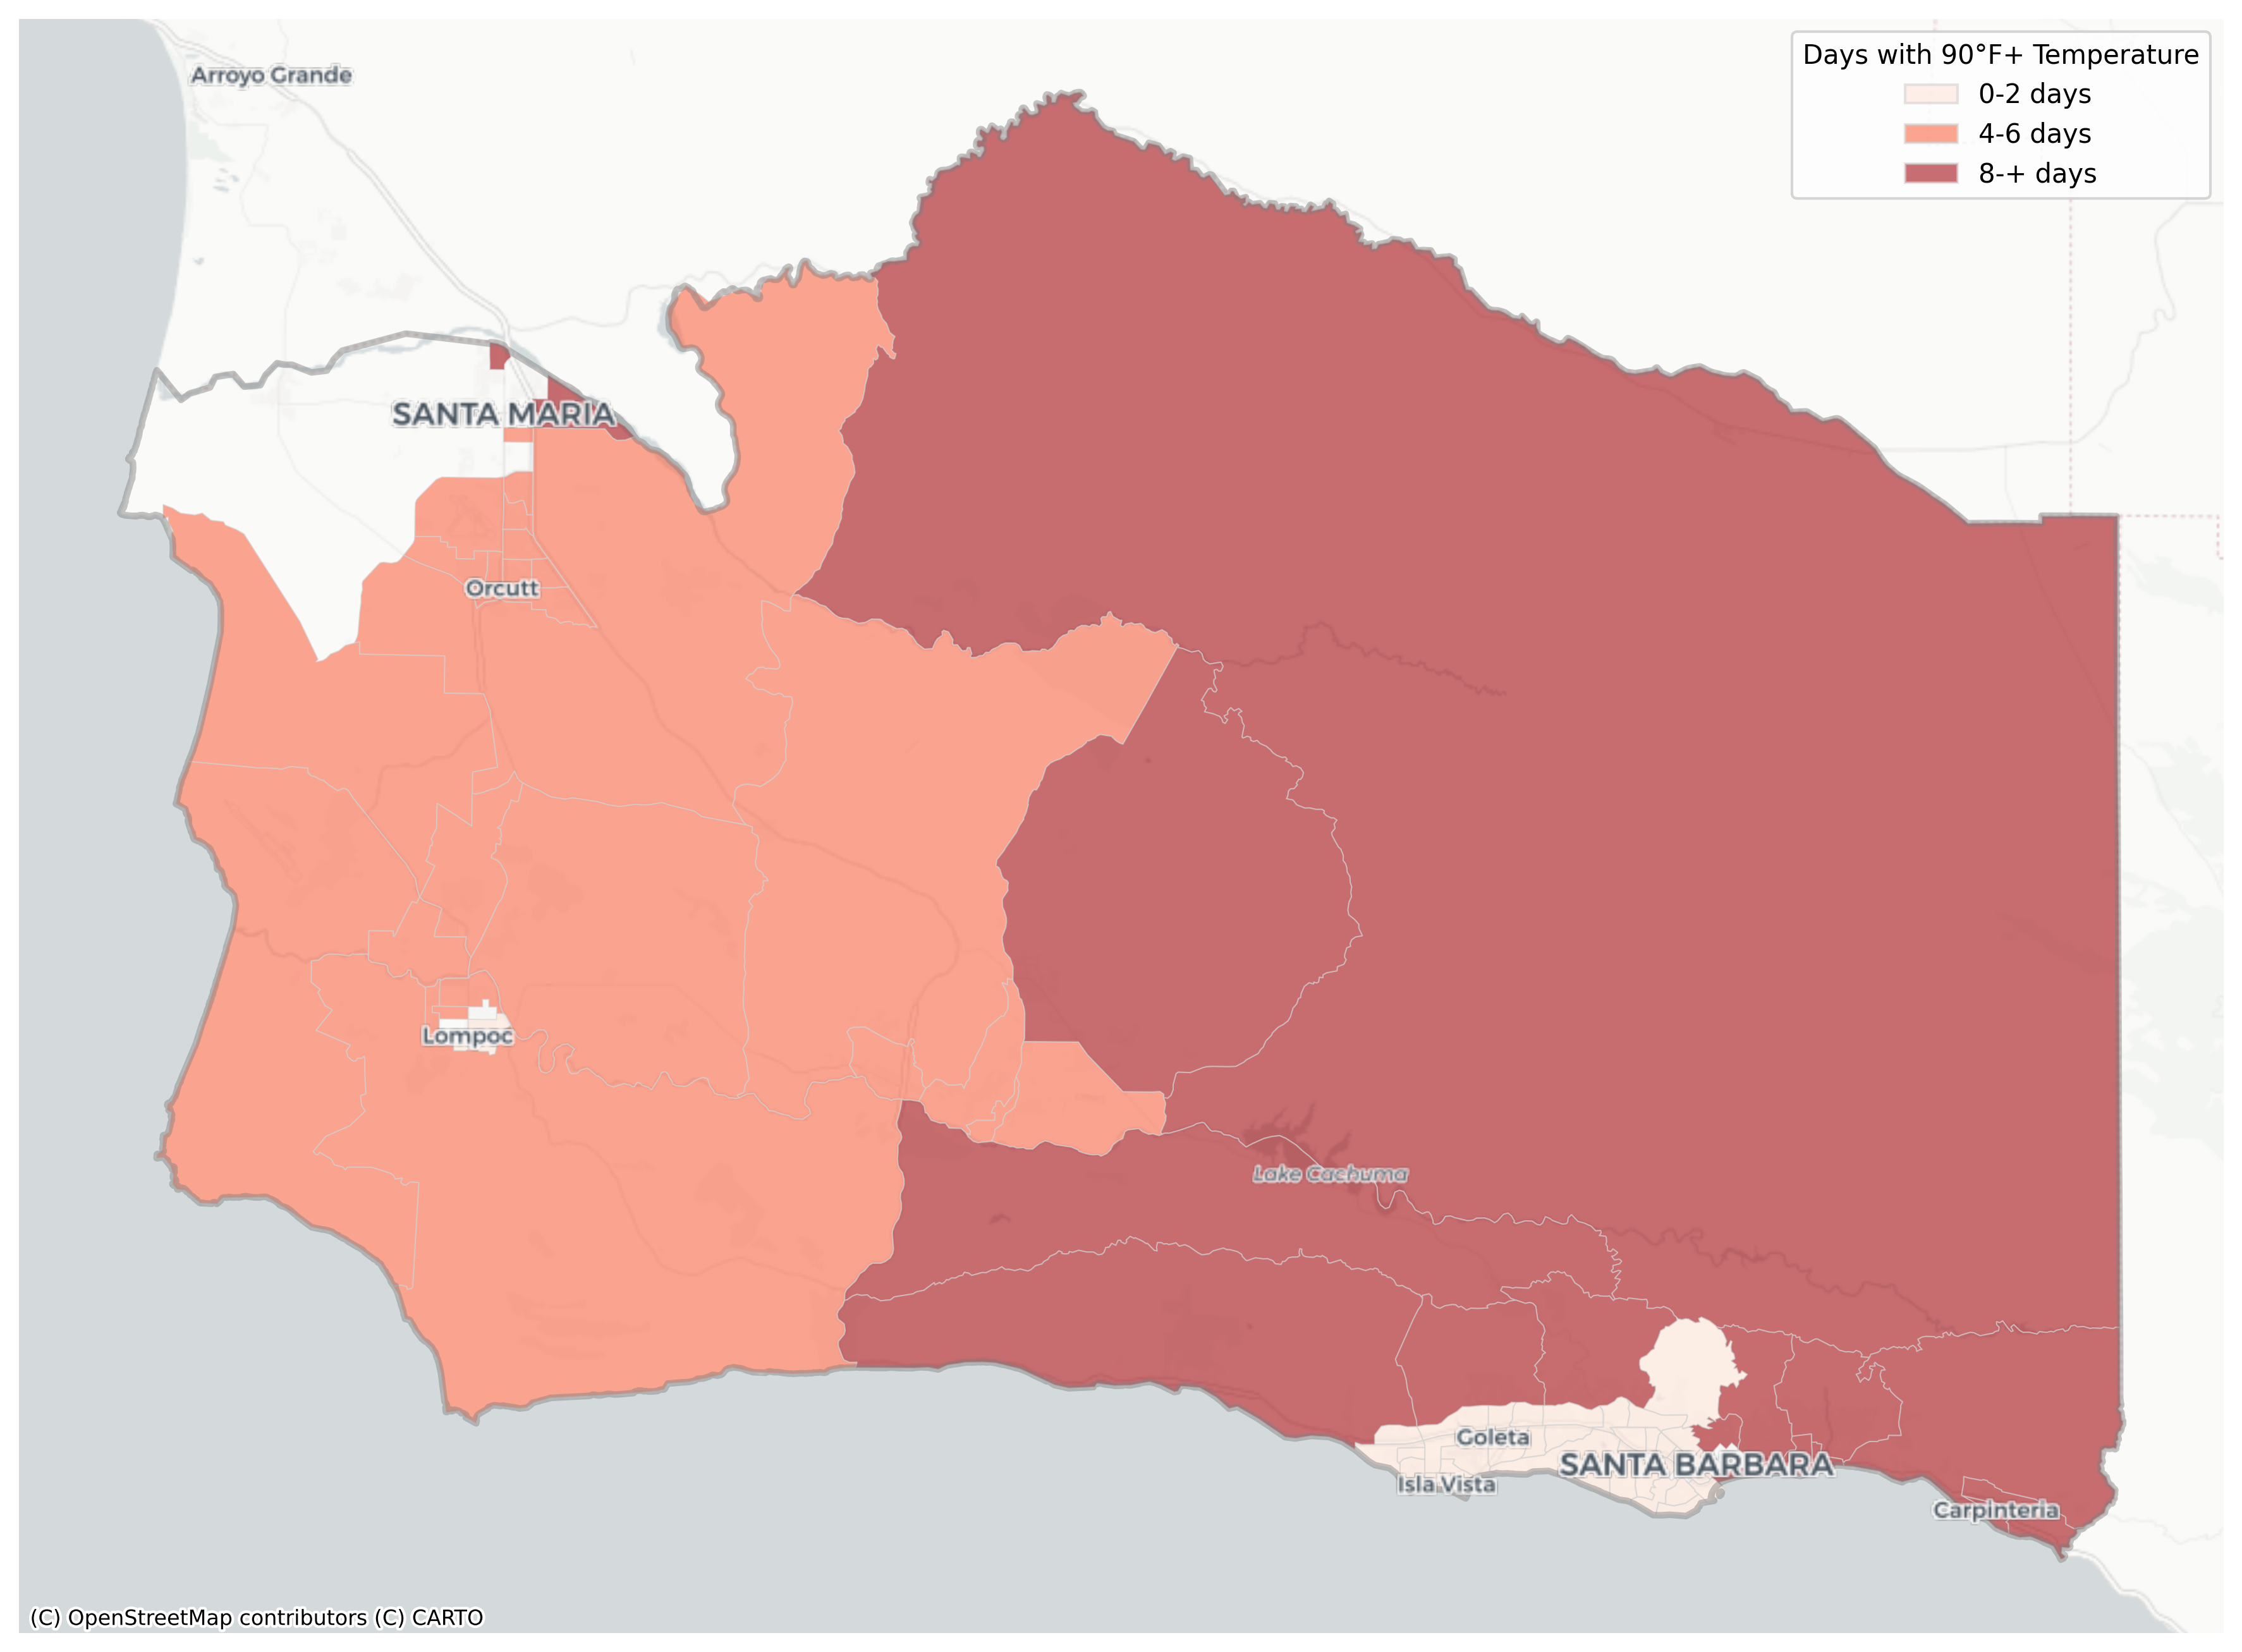 Arroyo Grande
Days with 90°F+ Temperature
0-2 days
4-6 days
8-+ days
SANTA MARIA
Orcutt
Lompoc
Lake Cachuma
Goleta
SANTA BARBARA
Isla Vista
Carpinteria
(C) OpenStreetMap contributors (C) CARTO